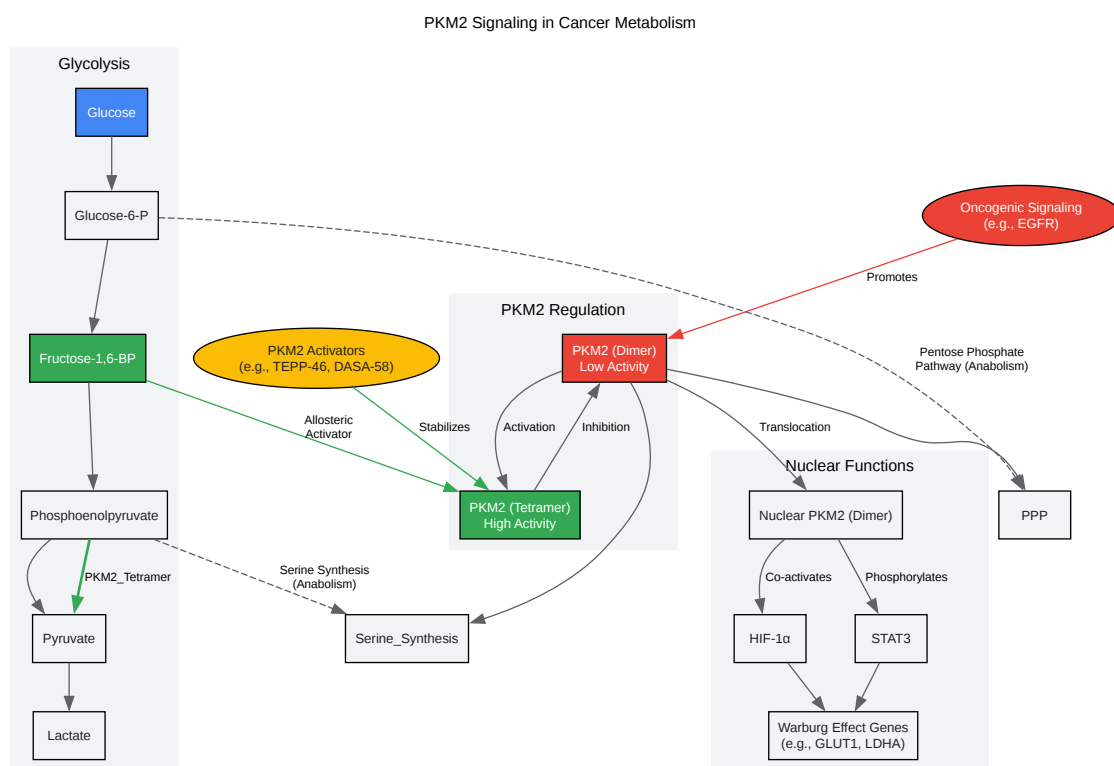 PKM2 Signaling in Cancer Metabolism
Glycolysis
Glucose
Glucose-6-P
Oncogenic Signaling
(e.g., EGFR)
Promotes
PKM2 Regulation
Fructose-1,6-BP
PKM2 Activators
(e.g., TEPP-46, DASA-58)
PKM2 (Dimer)
Low Activity
Pentose Phosphate
Pathway (Anabolism)
Allosteric
Activator
Stabilizes
Activation
Inhibition
Translocation
Nuclear Functions
Phosphoenolpyruvate
PKM2 (Tetramer)
High Activity
Nuclear PKM2 (Dimer)
PPP
PKM2_Tetramer
Serine Synthesis
(Anabolism)
Co-activates
Phosphorylates
Pyruvate
Serine_Synthesis
HIF-1α
STAT3
Lactate
Warburg Effect Genes
(e.g., GLUT1, LDHA)